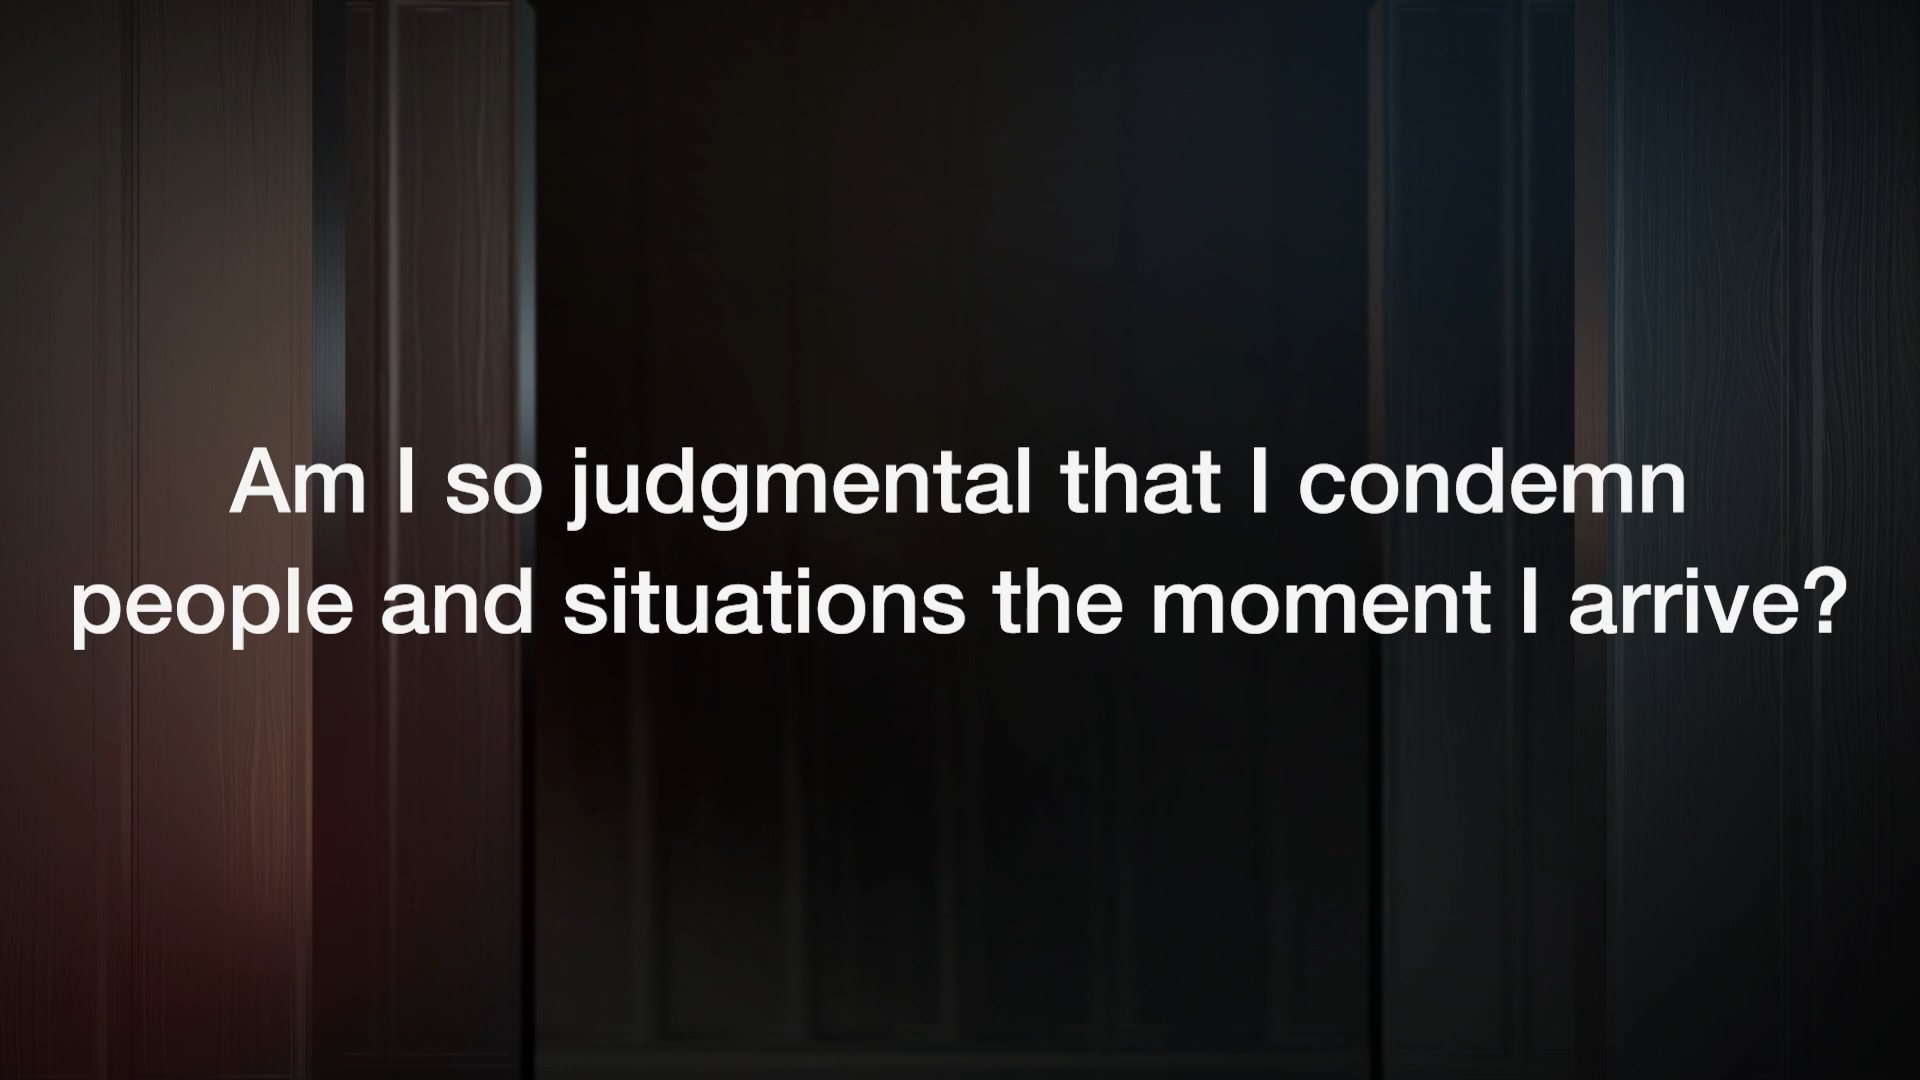 Am I so judgmental that I condemn
people and situations the moment I arrive?